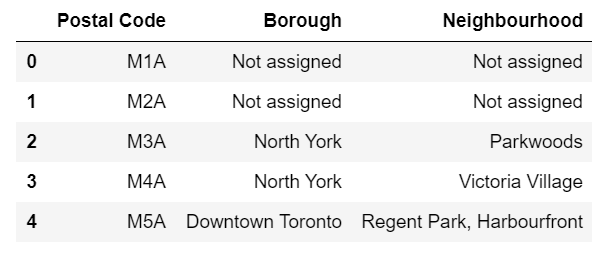 Postal Code Borough Neighbourhood
0 M1A Not assigned Not assigned
1 M2A Not assigned Not assigned
2 M3A North York Parkwoods
3 M4A North York Victoria Village
4 M5A Downtown Toronto Regent Park, Harbourfront